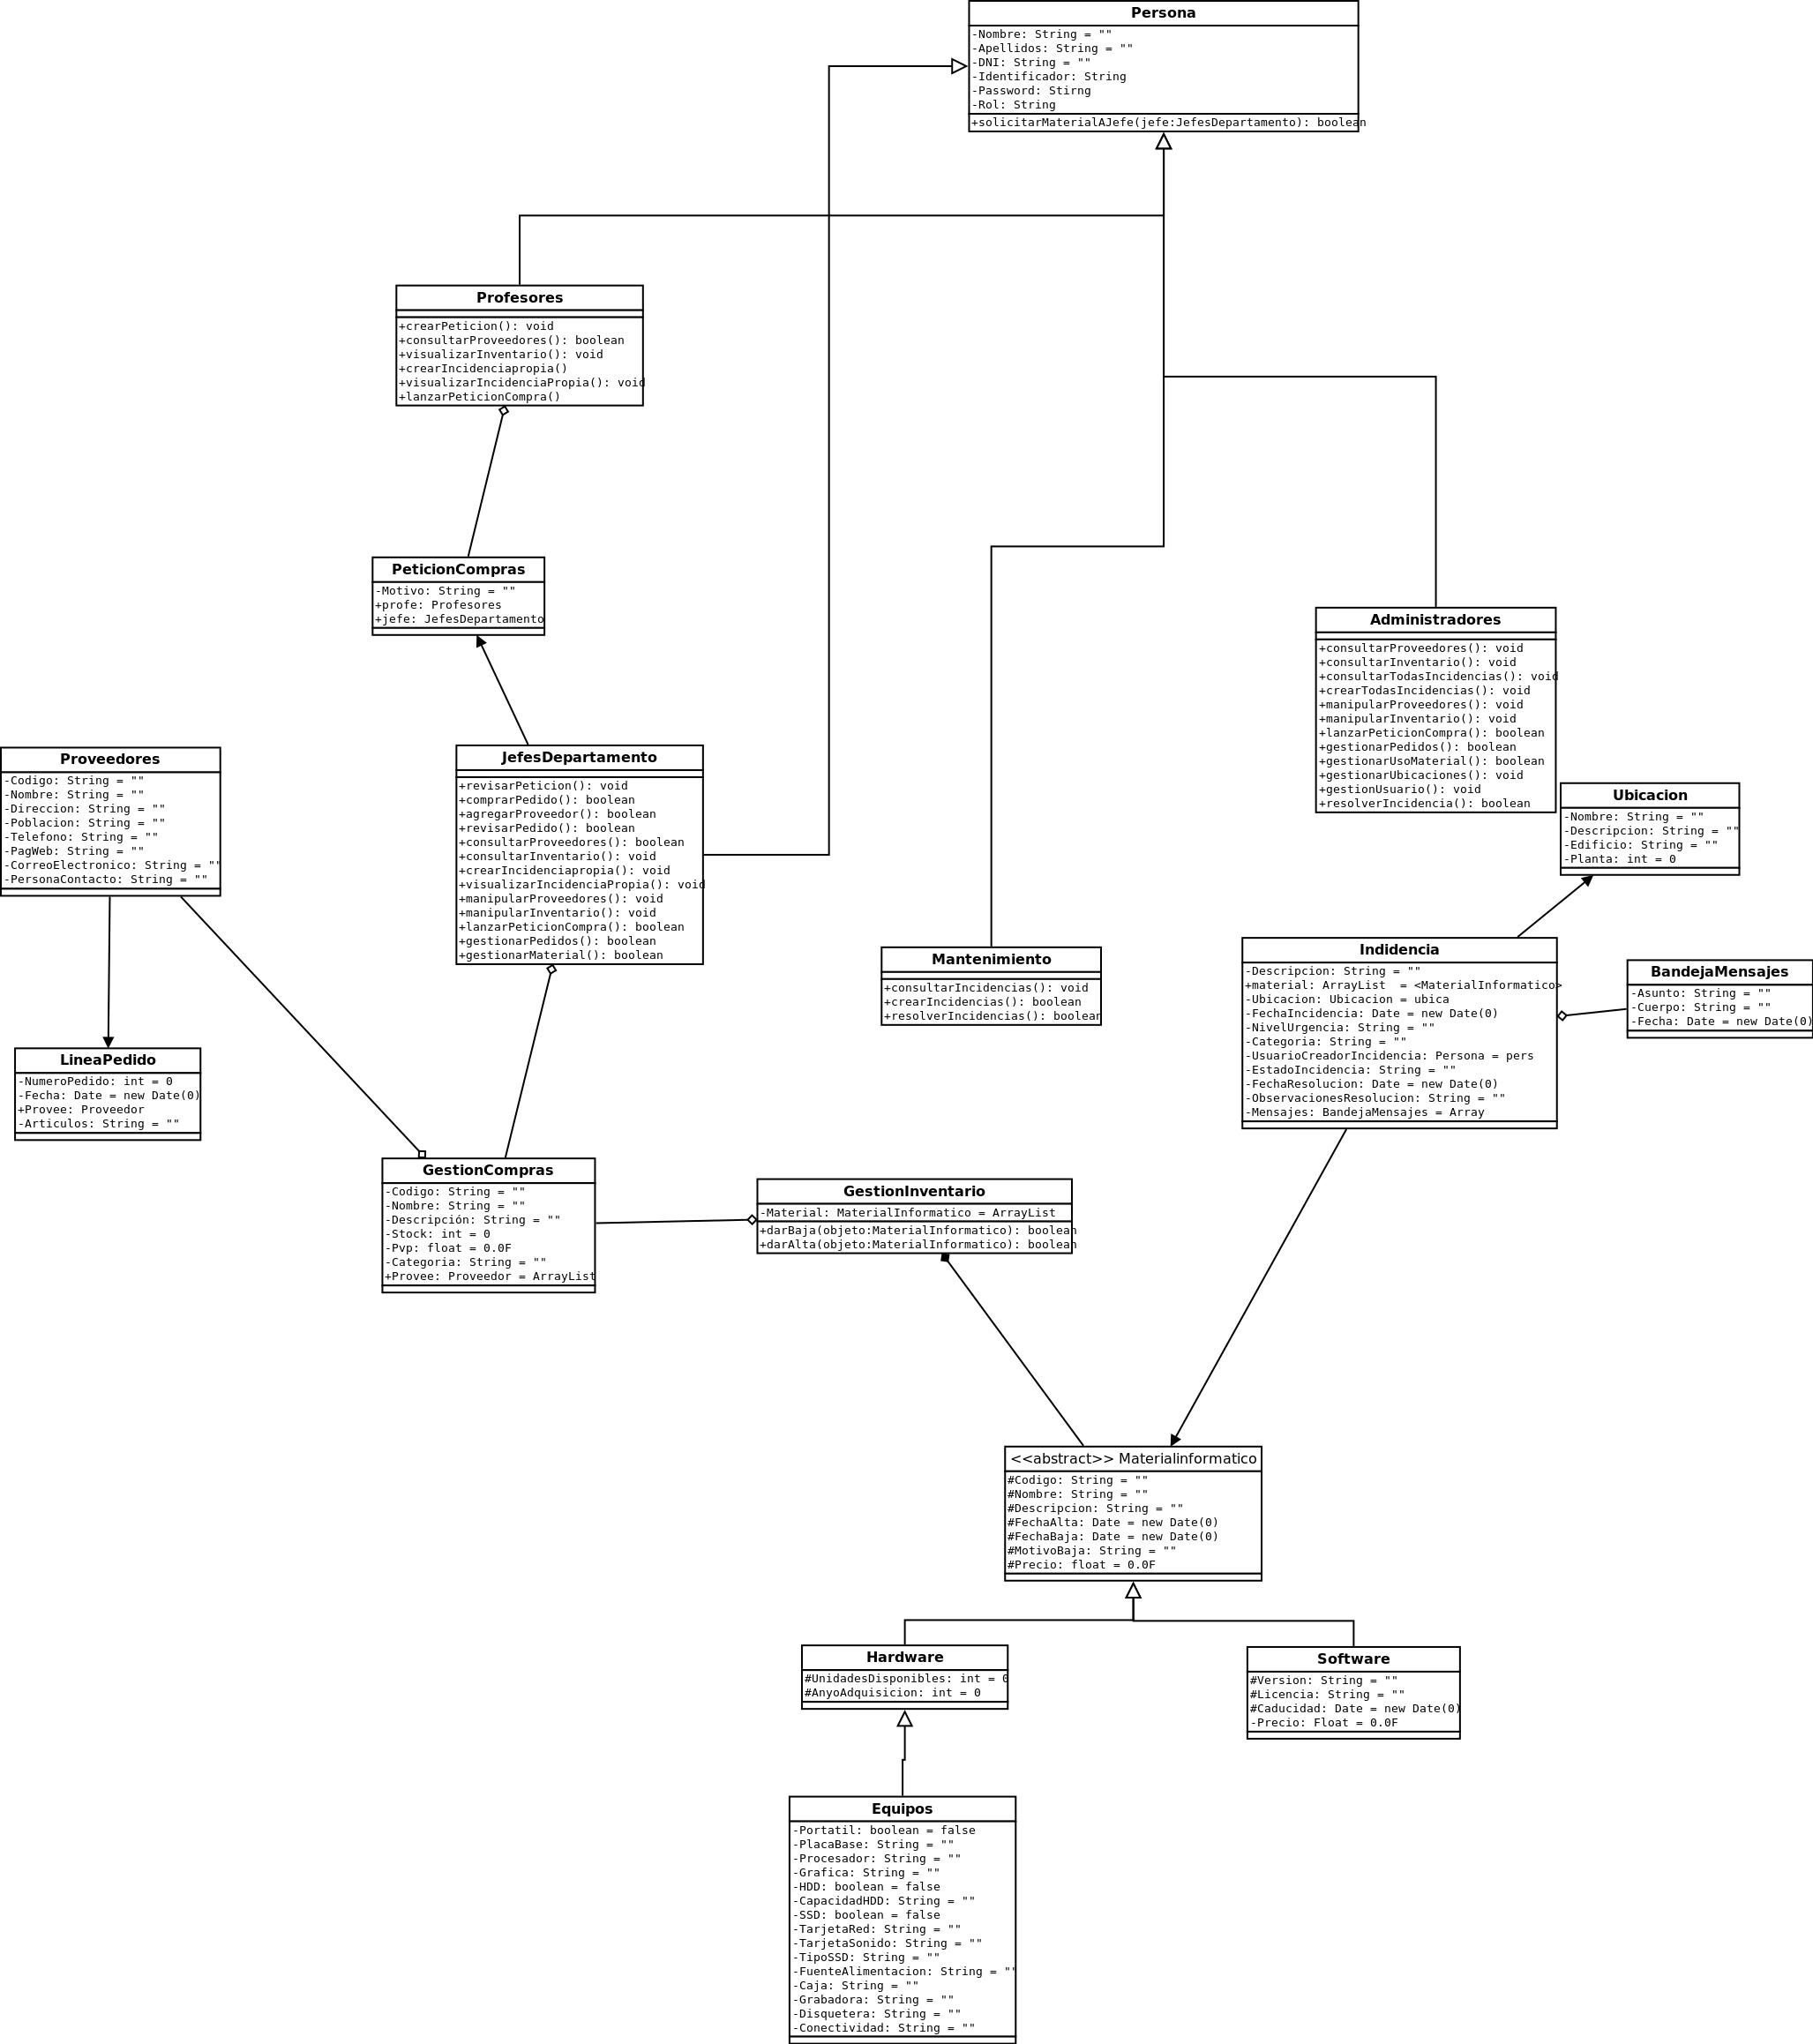 Persona
-Nombre: String = ""
-Apellidos: String = ""
-DNI: String = ""
-Identificador: String
-Password: Stirng
-Rol: String
+solicitarMaterialAJefe(jefe:JefesDepartamento): boolean
Profesores
+crearPeticion(): void
+consultarProveedores(): boolean
+visualizarInventario(): void
+crearIncidenciapropia()
+visualizarIncidenciaPropia(): void
+lanzarPeticionCompra()
PeticionCompras
-Motivo: String = ""
+profe: Profesores
+jefe: JefesDepartamento
Administradores
+consultarProveedores(): void
+consultarInventario(): void
+consultarTodasIncidencias(): void
+crearTodasIncidencias(): void
+manipularProveedores(): void
+manipularInventario(): void
+lanzarPeticionCompra(): boolean
+gestionarPedidos(): boolean
+gestionarUsoMaterial(): boolean
+gestionarUbicaciones(): void
+gestionUsuario(): void
+resolverIncidencia(): boolean
Proveedores
-Codigo: String = ""
-Nombre: String = ""
-Direccion: String = ""
-Poblacion: String = ""
-Telefono: String = ""
-PagWeb: String = ""
-CorreoElectronico: String = ""
-PersonaContacto: String = ""
JefesDepartamento
+revisarPeticion(): void
+comprarPedido(): boolean
+agregarProveedor(): boolean
+revisarPedido(): boolean
+consultarProveedores(): boolean
+consultarInventario(): void
+crearIncidenciapropia(): void
+visualizarIncidenciaPropia(): void
+manipularProveedores(): void
+manipularInventario(): void
+lanzarPeticionCompra(): boolean
+gestionarPedidos(): boolean
+gestionarMaterial(): boolean
Ubicacion
-Nombre: String = ""
-Descripcion: String = ""
-Edificio: String = ""
-Planta: int = 0
Mantenimiento
+consultarIncidencias(): void
+crearIncidencias(): boolean
+resolverIncidencias(): boolean
Indidencia
-Descripcion: String = ""
+material: ArrayList  = <MaterialInformatico>
-Ubicacion: Ubicacion = ubica
-FechaIncidencia: Date = new Date(0)
-NivelUrgencia: String = ""
-Categoria: String = ""
-UsuarioCreadorIncidencia: Persona = pers
-EstadoIncidencia: String = ""
-FechaResolucion: Date = new Date(0)
-ObservacionesResolucion: String = ""
-Mensajes: BandejaMensajes = Array
BandejaMensajes
-Asunto: String = ""
-Cuerpo: String = ""
-Fecha: Date = new Date(0)
LineaPedido
-NumeroPedido: int = 0
-Fecha: Date = new Date(0)
+Provee: Proveedor
-Articulos: String = ""
GestionCompras
-Codigo: String = ""
-Nombre: String = ""
-Descripción: String = ""
-Stock: int = 0
-Pvp: float = 0.0F
-Categoria: String = ""
+Provee: Proveedor = ArrayList
GestionInventario
-Material: MaterialInformatico = ArrayList
+darBaja(objeto:MaterialInformatico): boolean
+darAlta(objeto:MaterialInformatico): boolean
<<abstract>> Materialinformatico
#Codigo: String = ""
#Nombre: String = ""
#Descripcion: String = ""
#FechaAlta: Date = new Date(0)
#FechaBaja: Date = new Date(0)
#MotivoBaja: String = ""
#Precio: float = 0.0F
Hardware
#UnidadesDisponibles: int = 0
#AnyoAdquisicion: int = 0
Software
#Version: String = ""
#Licencia: String = ""
#Caducidad: Date = new Date(0)
-Precio: Float = 0.0F
Equipos
-Portatil: boolean = false
-PlacaBase: String = ""
-Procesador: String = ""
-Grafica: String = ""
-HDD: boolean = false
-CapacidadHDD: String = ""
-SSD: boolean = false
-TarjetaRed: String = ""
-TarjetaSonido: String = ""
-TipoSSD: String = ""
-FuenteAlimentacion: String = ""
-Caja: String = ""
-Grabadora: String = ""
-Disquetera: String = ""
-Conectividad: String = ""